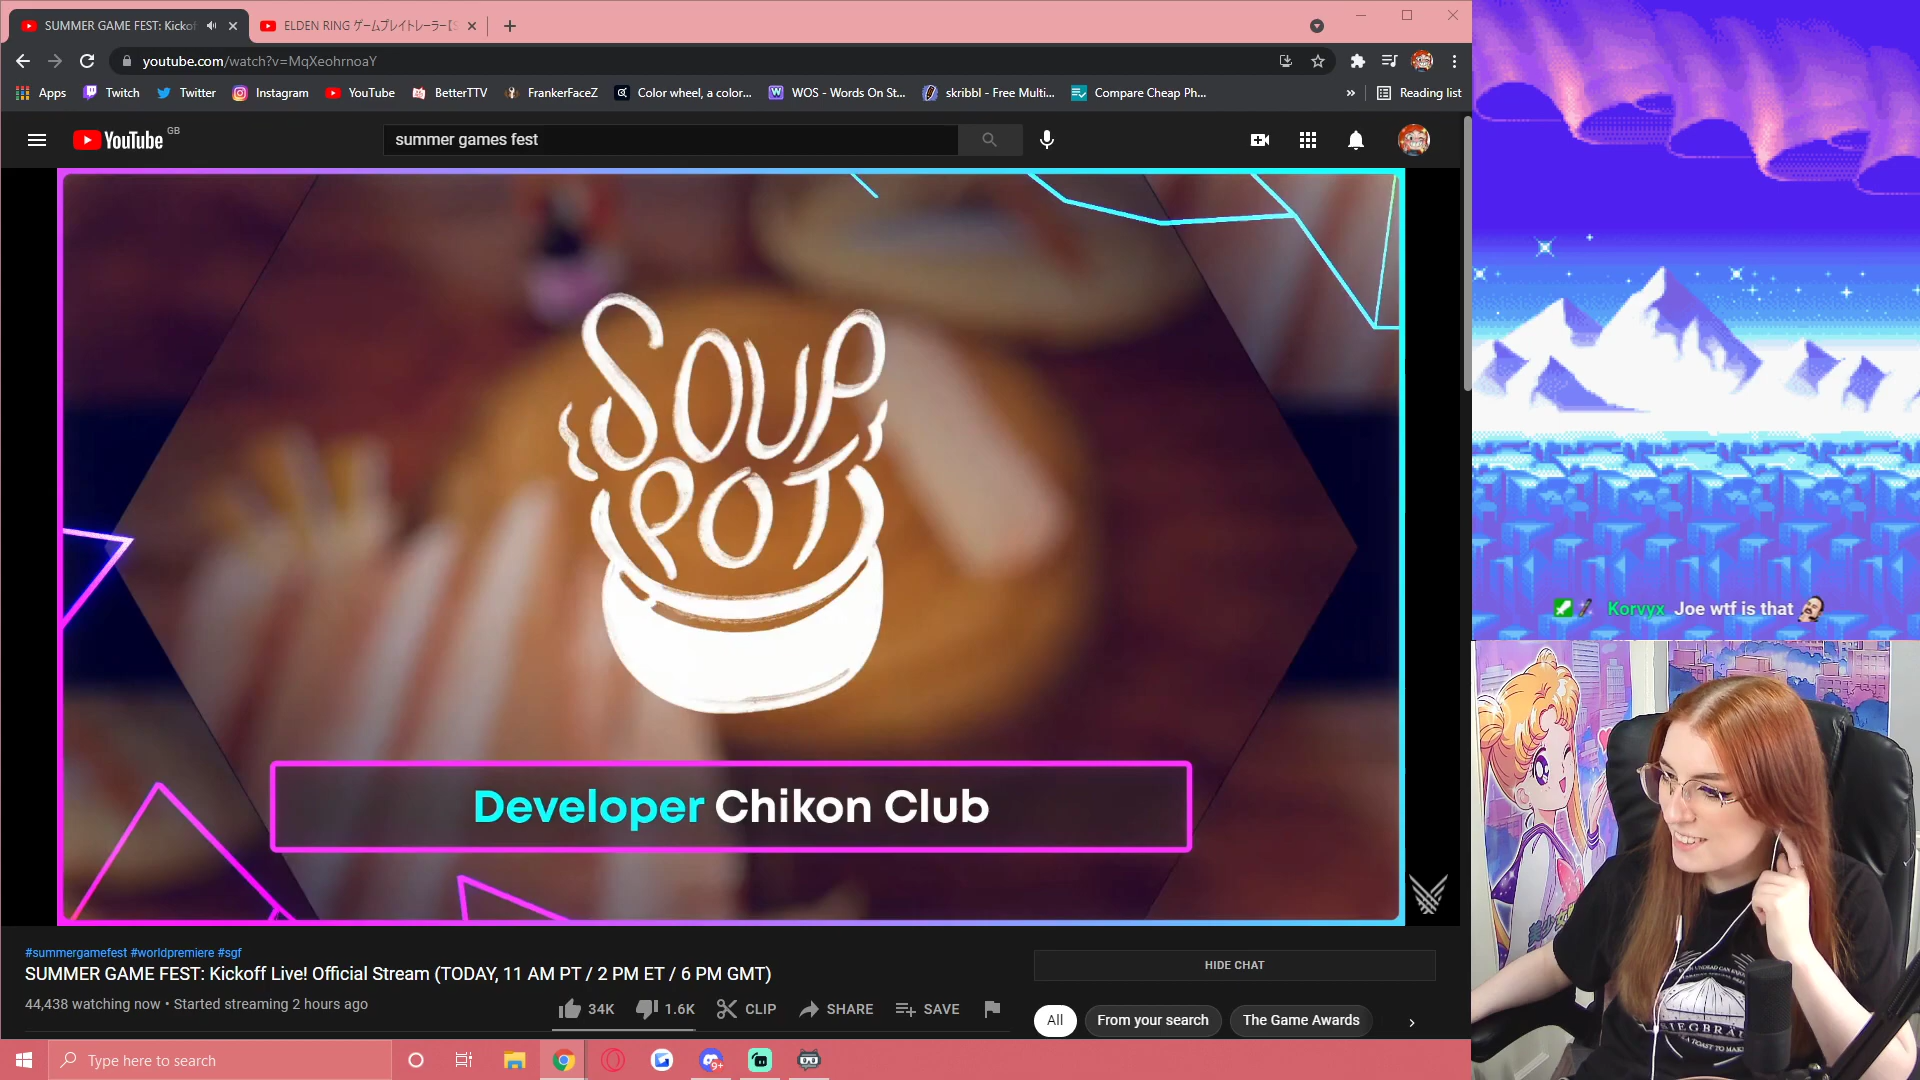 SUMMER GAME FEST: Kickof
ELDEN RING ゲームプレイトレーラー【S
youtube.com/watch?v=MqXeohrnoaY
Apps
Twitch
Twitter
Instagram
YouTube
BetterTTV
FrankerFaceZ
Color wheel, a color...
WOS - Words On St...
skribbl - Free Multi...
Compare Cheap Ph...
»
Reading list
YouTube GB
summer games fest
SOUP
POT
Developer Chikon Club
Korvyx Joe wtf is that
#summergamefest #worldpremiere #sgf
SUMMER GAME FEST: Kickoff Live! Official Stream (TODAY, 11 AM PT / 2 PM ET / 6 PM GMT)
44,438 watching now • Started streaming 2 hours ago
34K
1.6K
CLIP
SHARE
SAVE
HIDE CHAT
All
From your search
The Game Awards
Type here to search
9+